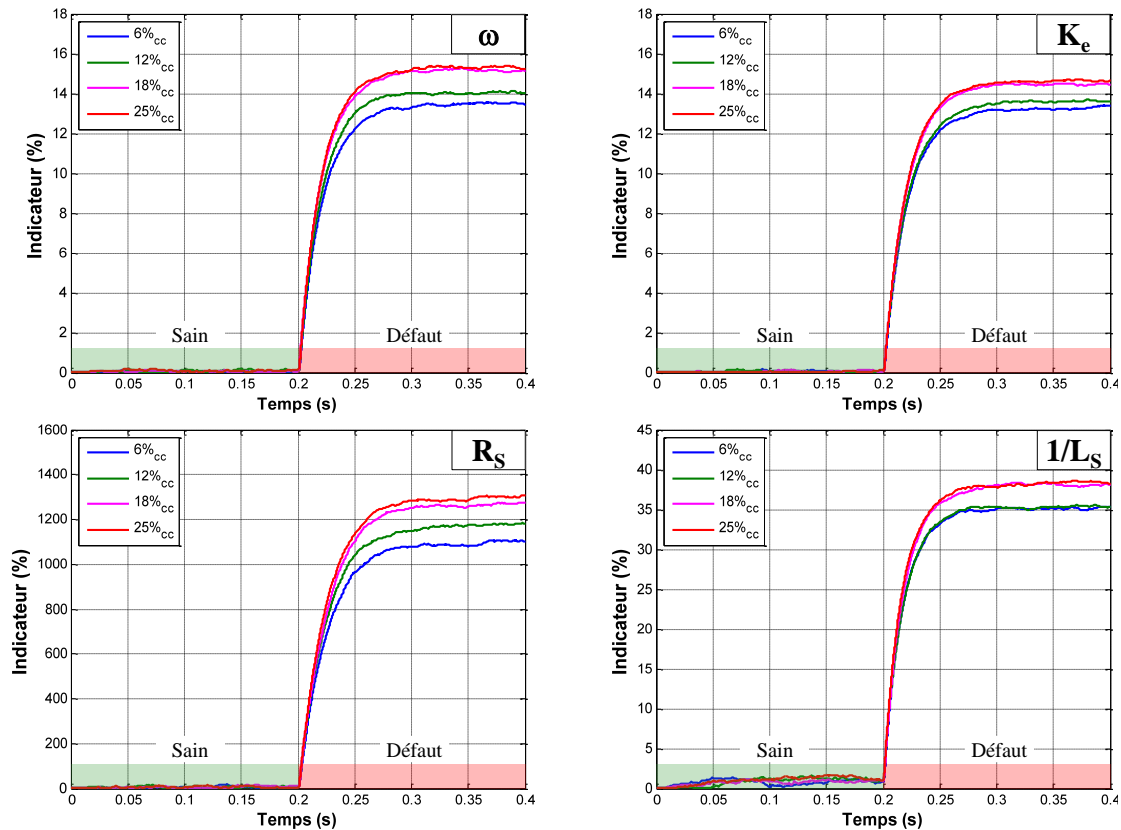 ω
18
16
14
12
10
8
6
4
2
0
Indicateur (%)
6%cc
12%cc
18%cc
25%cc
Sain
Défaut
0 0.05 0.1 0.15 0.2 0.25 0.3 0.35 0.4
Temps (s)
Ke
18
16
14
12
10
8
6
4
2
0
Indicateur (%)
6%cc
12%cc
18%cc
25%cc
Sain
Défaut
0 0.05 0.1 0.15 0.2 0.25 0.3 0.35 0.4
Temps (s)
RS
1600
1400
1200
1000
800
600
400
200
0
Indicateur (%)
6%cc
12%cc
18%cc
25%cc
Sain
Défaut
0 0.05 0.1 0.15 0.2 0.25 0.3 0.35 0.4
Temps (s)
1/LS
45
40
35
30
25
20
15
10
5
0
Indicateur (%)
6%cc
12%cc
18%cc
25%cc
Sain
Défaut
0 0.05 0.1 0.15 0.2 0.25 0.3 0.35 0.4
Temps (s)